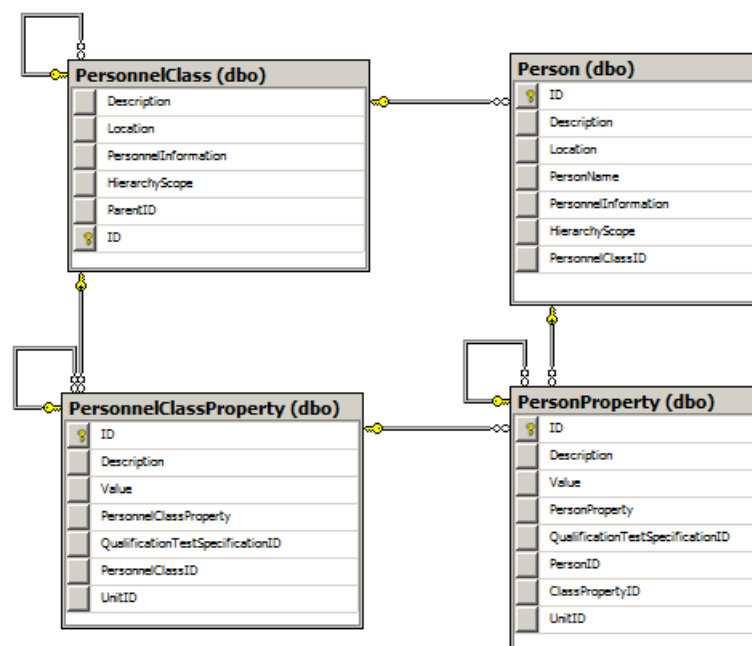 PersonnelClass (dbo)
Description
Location
PersonnelInformation
HierarchyScope
ParentID
ID
Person (dbo)
ID
Description
Location
PersonName
PersonnelInformation
HierarchyScope
PersonnelClassID
PersonnelClassProperty (dbo)
ID
Description
Value
PersonnelClassProperty
QualificationTestSpecificationID
PersonnelClassID
UnitID
PersonProperty (dbo)
ID
Description
Value
PersonProperty
QualificationTestSpecificationID
PersonID
ClassPropertyID
UnitID